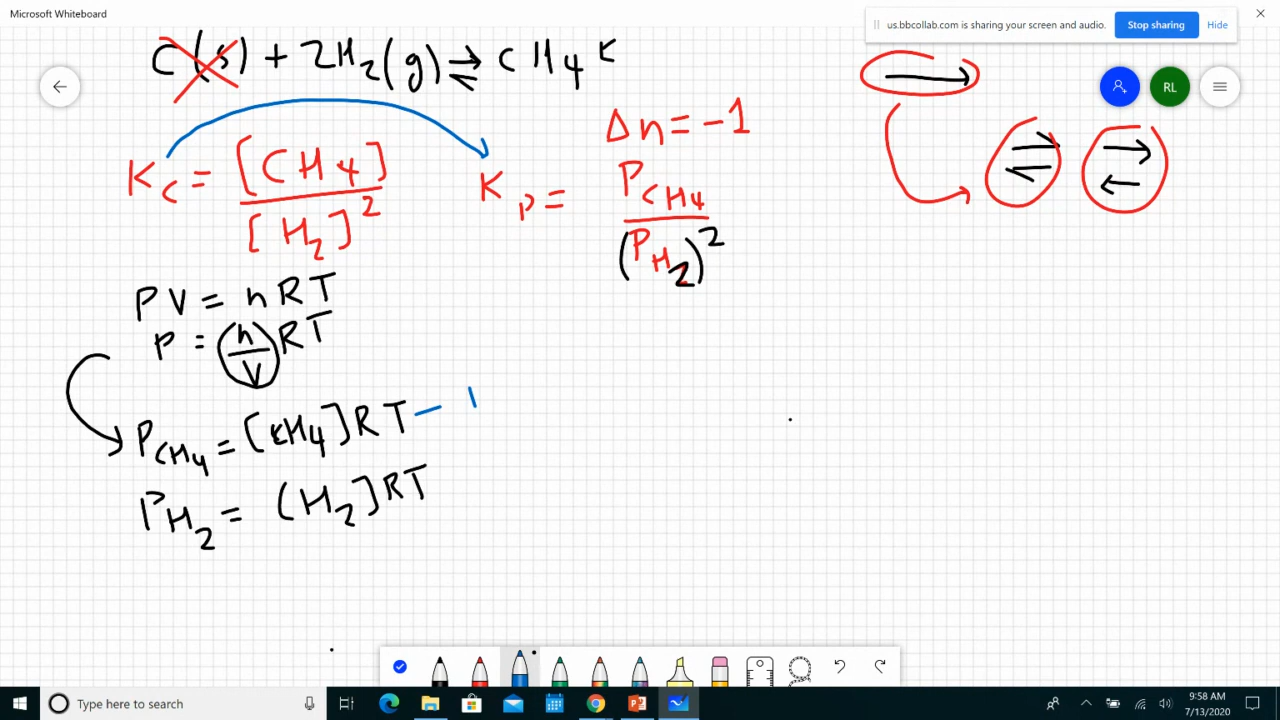 Microsoft Whiteboard
us.bbcollab.com is sharing your screen and audio. Stop sharing Hide
RL
C(s) + 2H₂(g) ⇌ CH₄ K
Δn = -1
Kc = [CH4] / [H₂]²
Kp = PCH4 / (PH₂)²
PV = nRT
P = (n/V)RT
PCH4 = [CH4]RT -
PH₂ = [H₂]RT
Type here to search
9:58 AM
7/13/2020